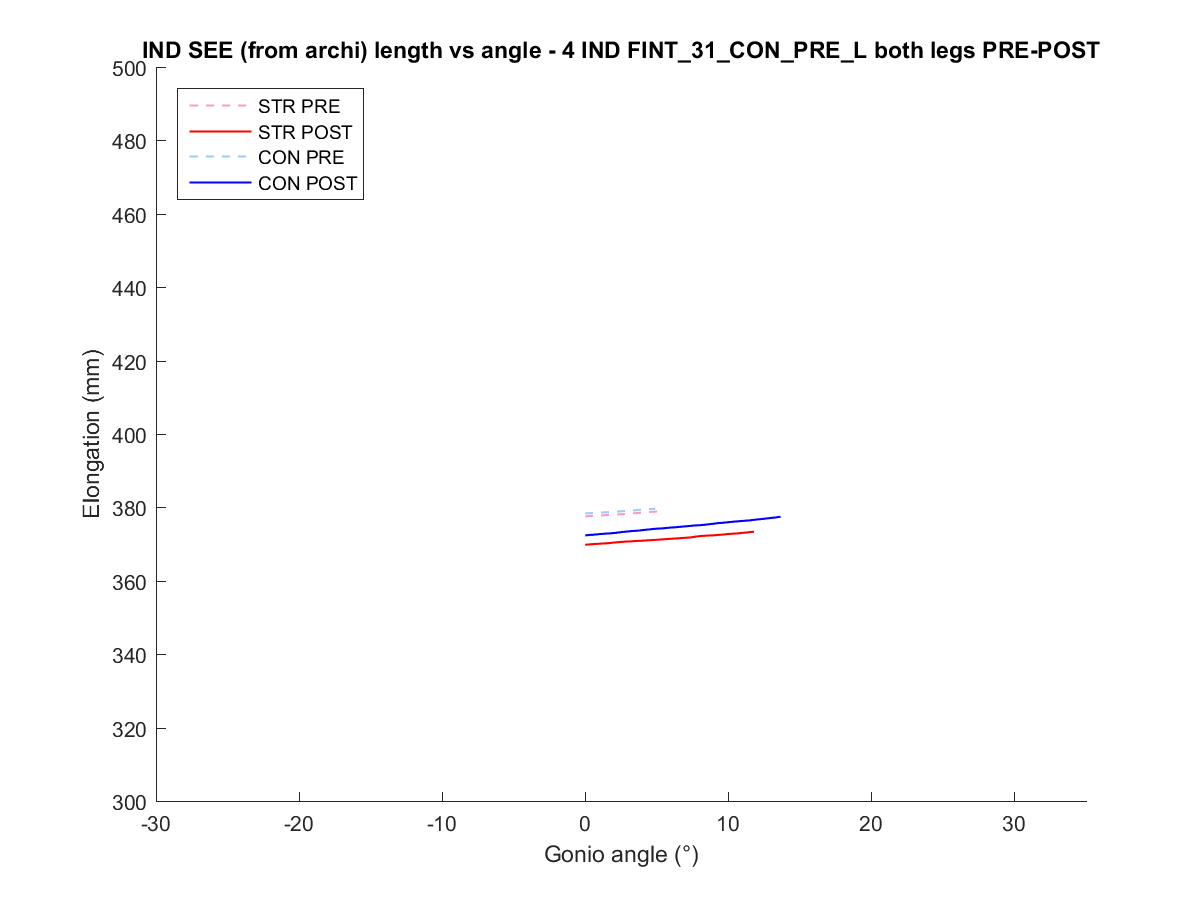 IND SEE (from archi) length vs angle - 4 IND FINT_31_CON_PRE_L both legs PRE-POST
500
480
460
440
420
400
380
360
340
320
300
STR PRE
STR POST
CON PRE
CON POST
Elongation (mm)
-30
-20
-10
0
10
20
30
Gonio angle (°)